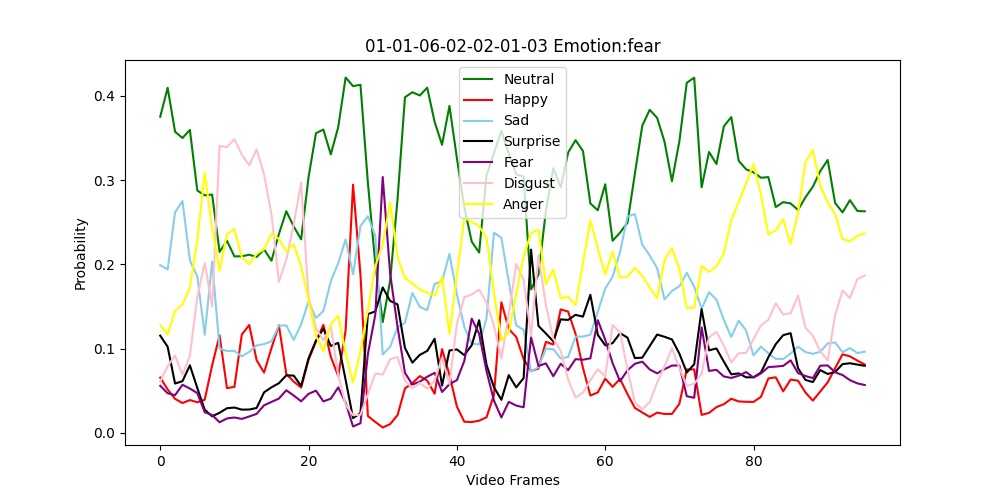 01-01-06-02-02-01-03 Emotion:fear
Neutral
Happy
Sad
Surprise
Fear
Disgust
Anger
Probability
0.4
0.3
0.2
0.1
0.0
0 20 40 60 80
Video Frames